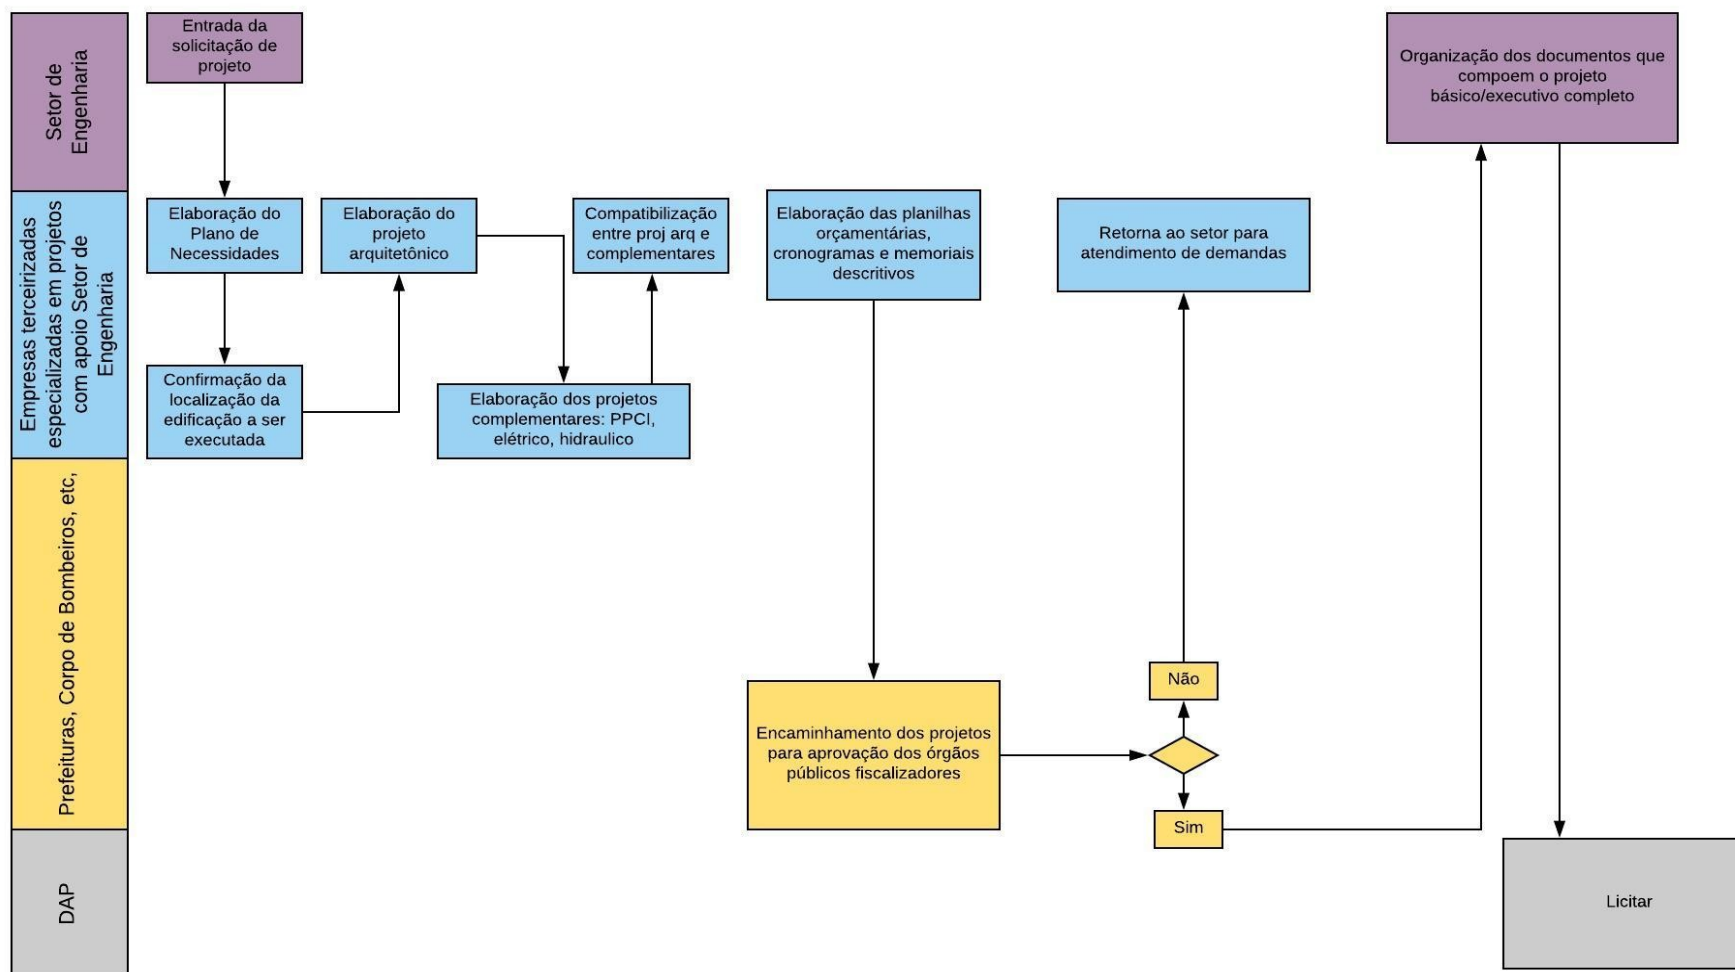 Setor de
Engenharia
Entrada da
solicitação de
projeto
Organização dos documentos que
compoem o projeto
básico/executivo completo
Empresas terceirizadas
especializadas em projetos
com apoio Setor de
Engenharia
Elaboração do
Plano de
Necessidades
Elaboração do
projeto
arquitetônico
Compatibilização
entre proj arq e
complementares
Elaboração das planilhas
orçamentárias,
cronogramas e memoriais
descritivos
Retorna ao setor para
atendimento de demandas
Confirmação da
localização da
edificação a ser
executada
Elaboração dos projetos
complementares: PPCI,
elétrico, hidraulico
Prefeituras, Corpo de Bombeiros, etc,
Não
Encaminhamento dos projetos
para aprovação dos órgãos
públicos fiscalizadores
Sim
DAP
Licitar